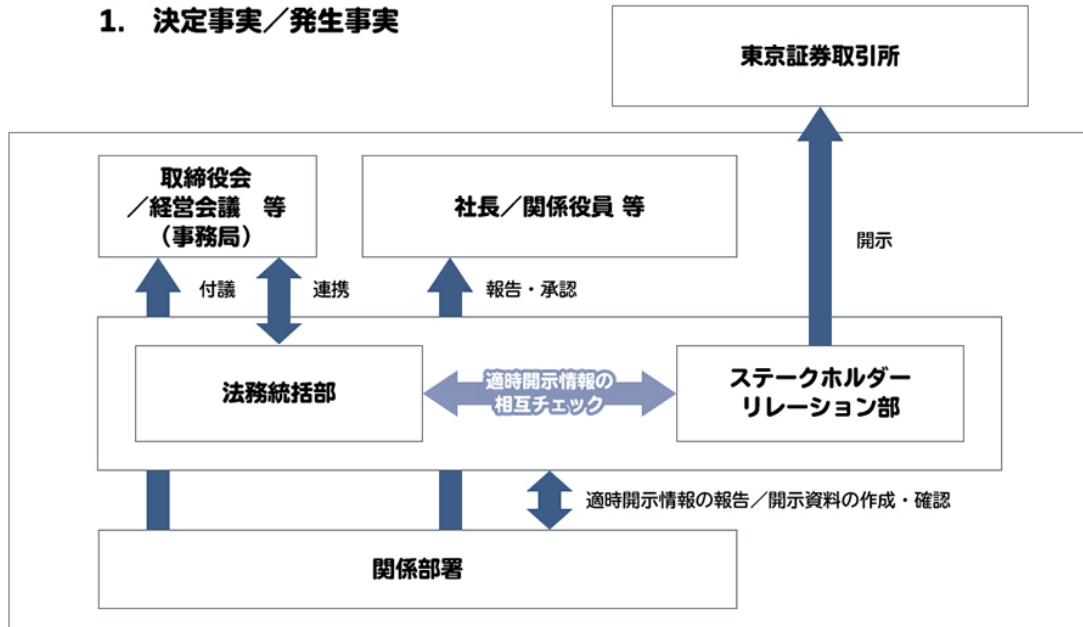 1. 決定事実／発生事実
東京証券取引所
取締役会
／経営会議 等
（事務局）
社長／関係役員 等
開示
付議
連携
報告・承認
法務統括部
適時開示情報の
相互チェック
ステークホルダー
リレーション部
適時開示情報の報告／開示資料の作成・確認
関係部署